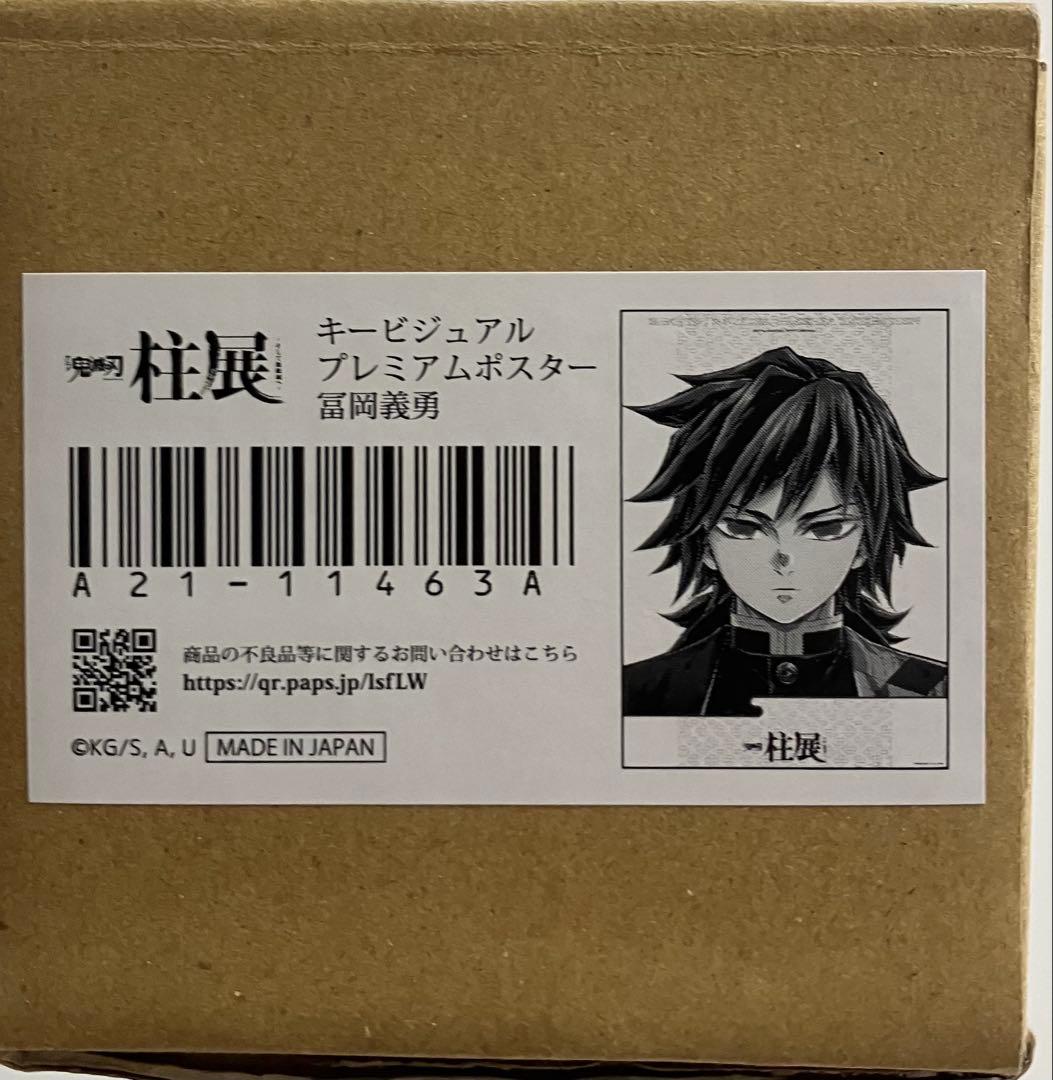 鬼滅の刃
柱展
キービジュアル
プレミアムポスター
冨岡義勇
A21-11463A
商品の不良品等に関するお問い合わせはこちら
https://qr.paps.jp/lsfLW
©KG/S, A, U MADE IN JAPAN
柱展